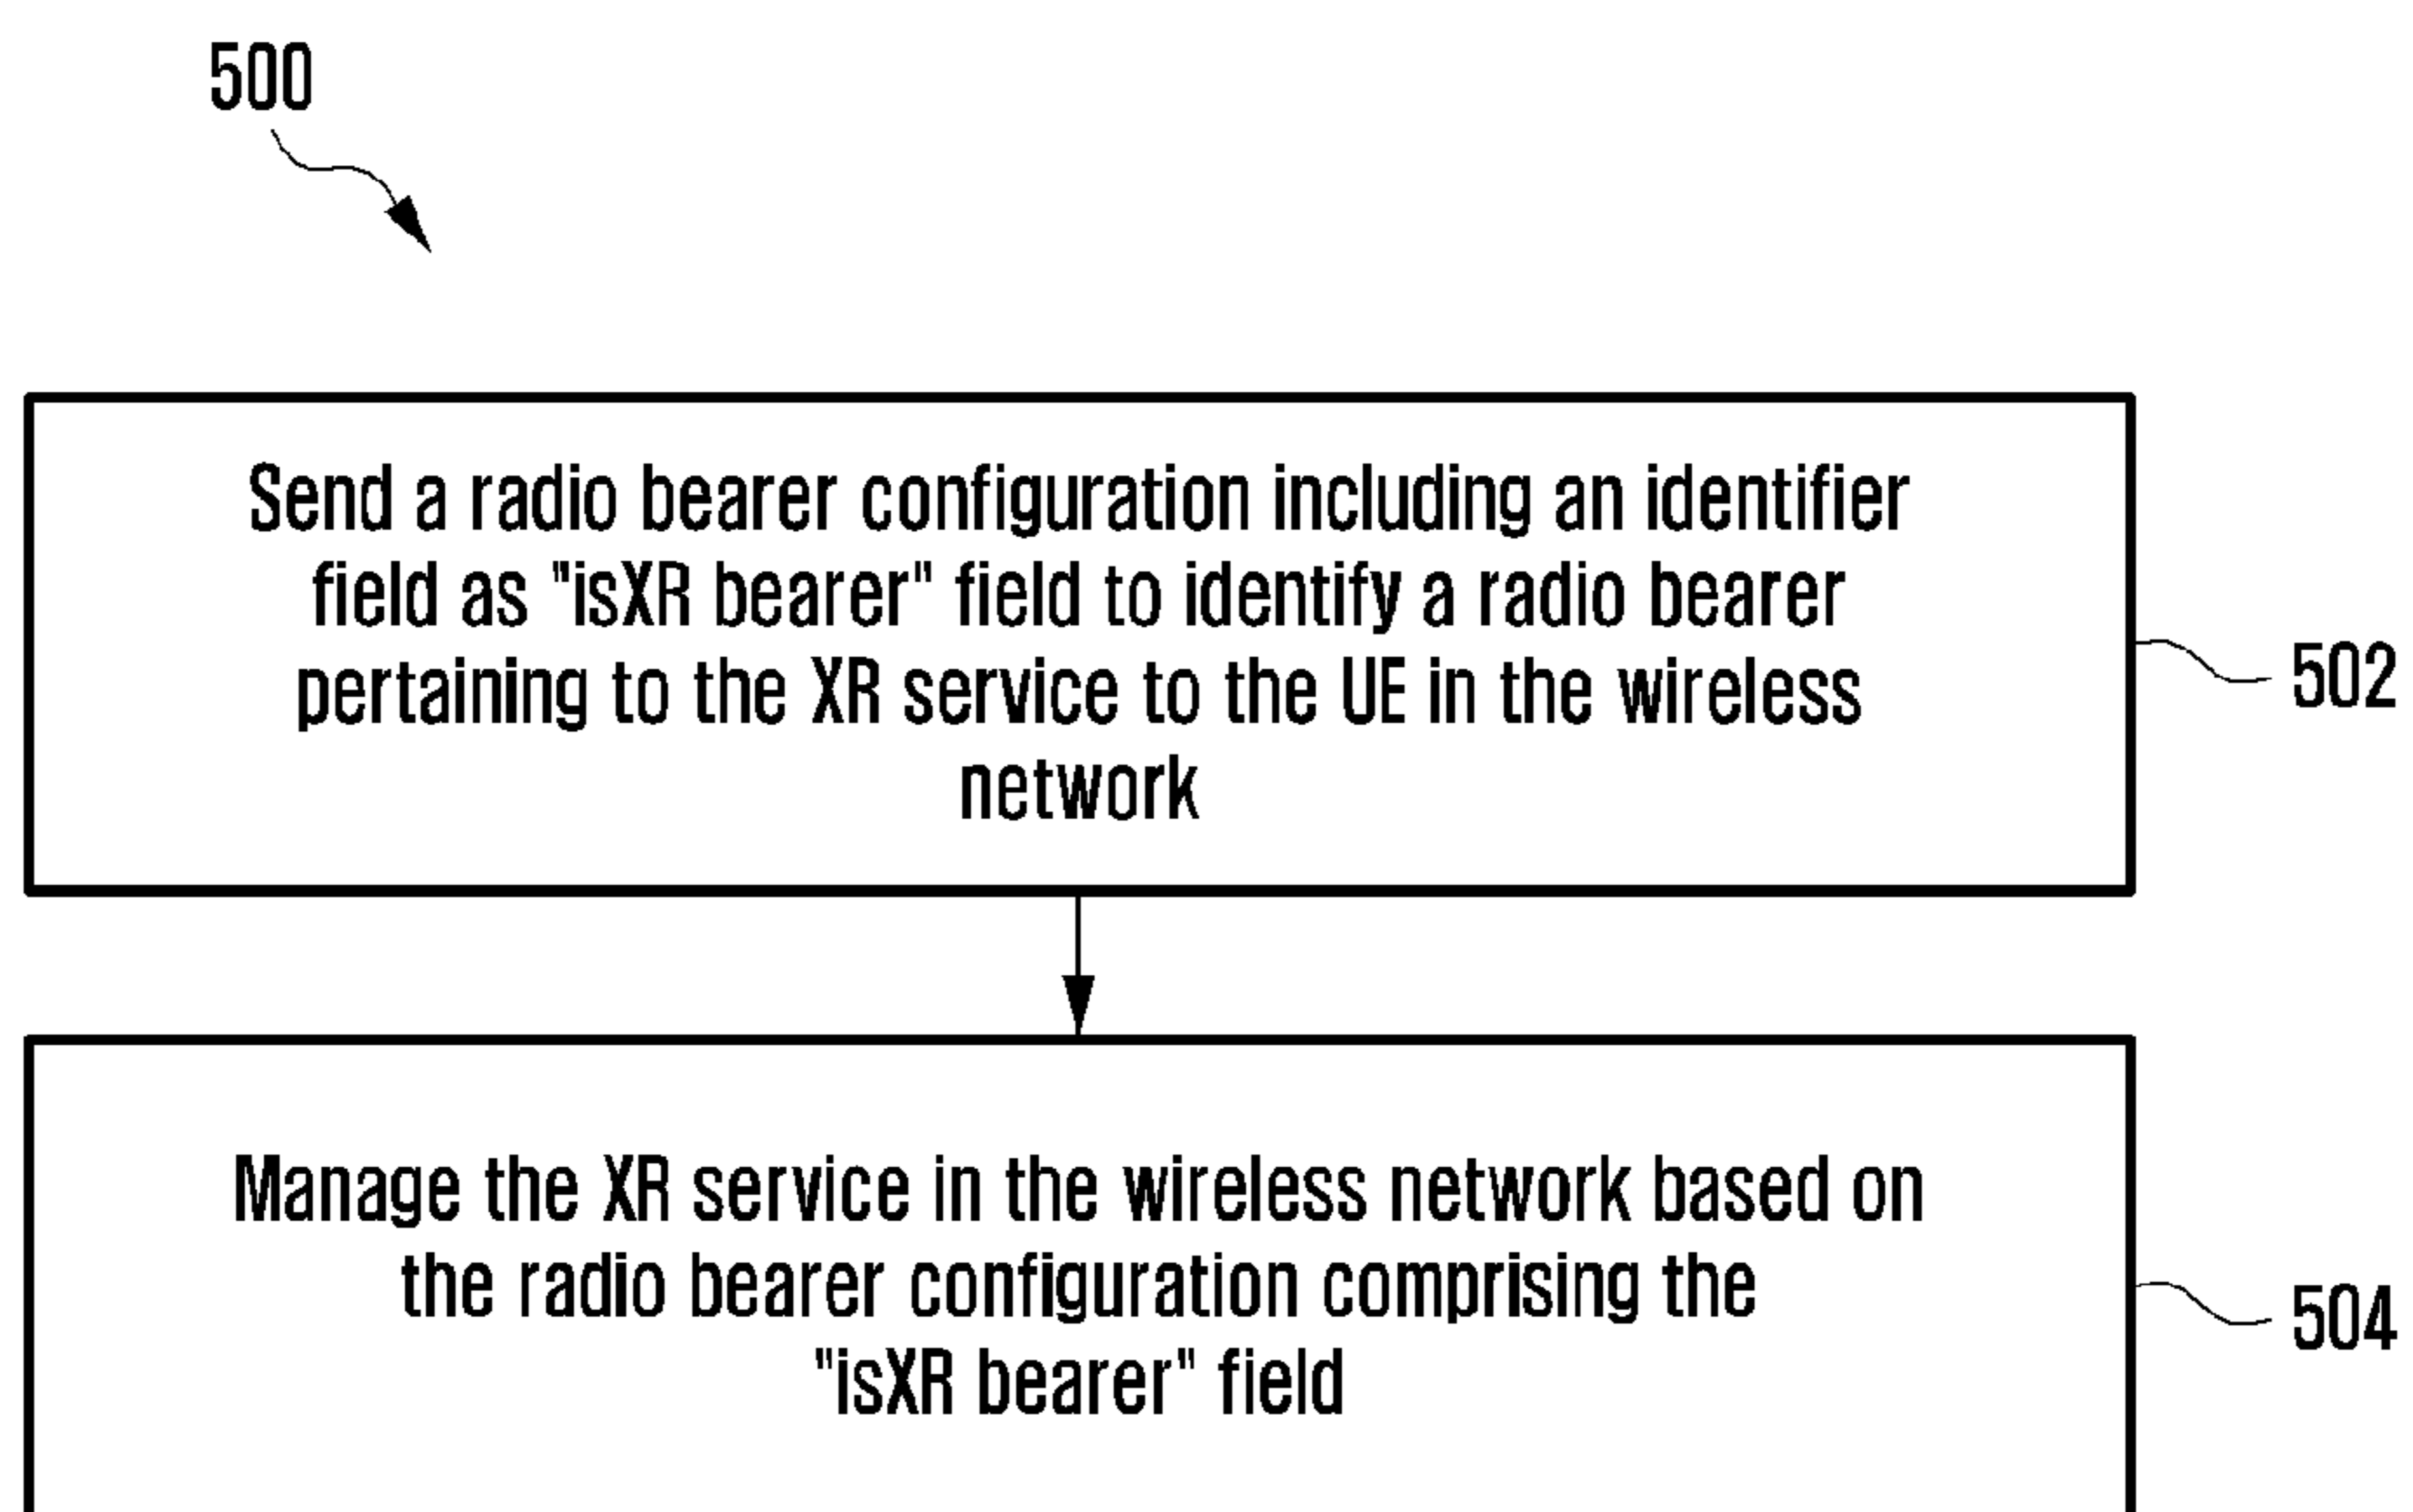 500
Send a radio bearer configuration including an identifier
field as "isXR bearer" field to identify a radio bearer
pertaining to the XR service to the UE in the wireless
network
502
Manage the XR service in the wireless network based on
the radio bearer configuration comprising the
"isXR bearer" field
504